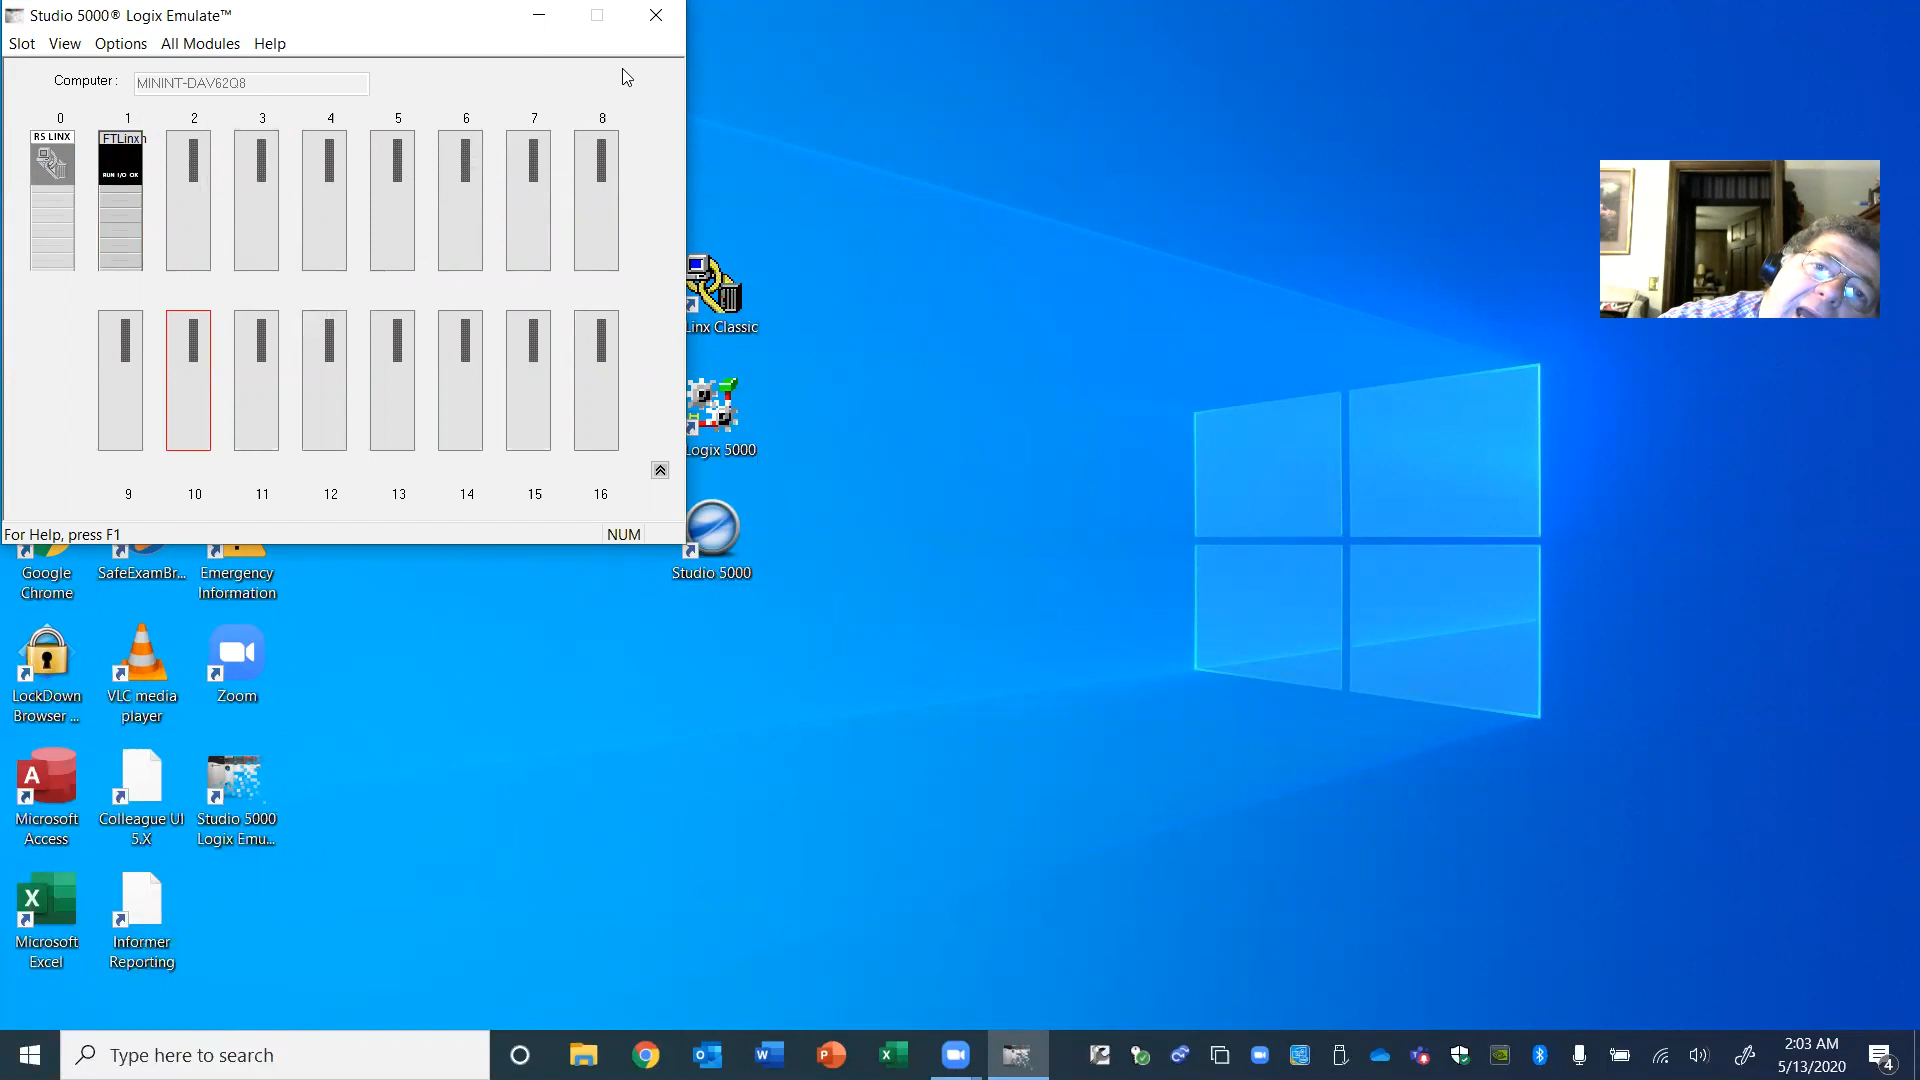 Studio 5000® Logix Emulate™
Slot View Options All Modules Help
Computer : MININT-DAV62Q8
0 1 2 3 4 5 6 7 8
RS LINX
FTLinx
RUN I/O OK
9 10 11 12 13 14 15 16
For Help, press F1
NUM
Linx Classic
Logix 5000
Studio 5000
Google
Chrome
SafeExamBr...
Emergency
Information
LockDown
Browser ...
VLC media
player
Zoom
Microsoft
Access
Colleague UI
5.X
Studio 5000
Logix Emu...
Microsoft
Excel
Informer
Reporting
Type here to search
2:03 AM
5/13/2020
4